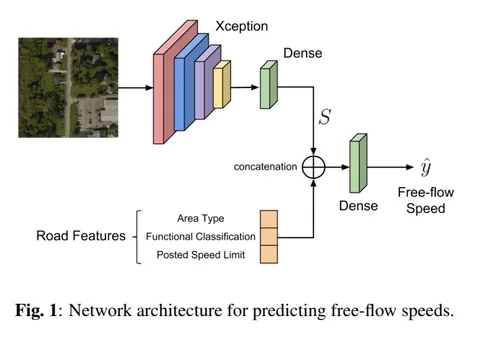 Xception
Dense
S
concatenation
Dense
ŷ
Free-flow
Speed
Road Features
Area Type
Functional Classification
Posted Speed Limit
Fig. 1: Network architecture for predicting free-flow speeds.